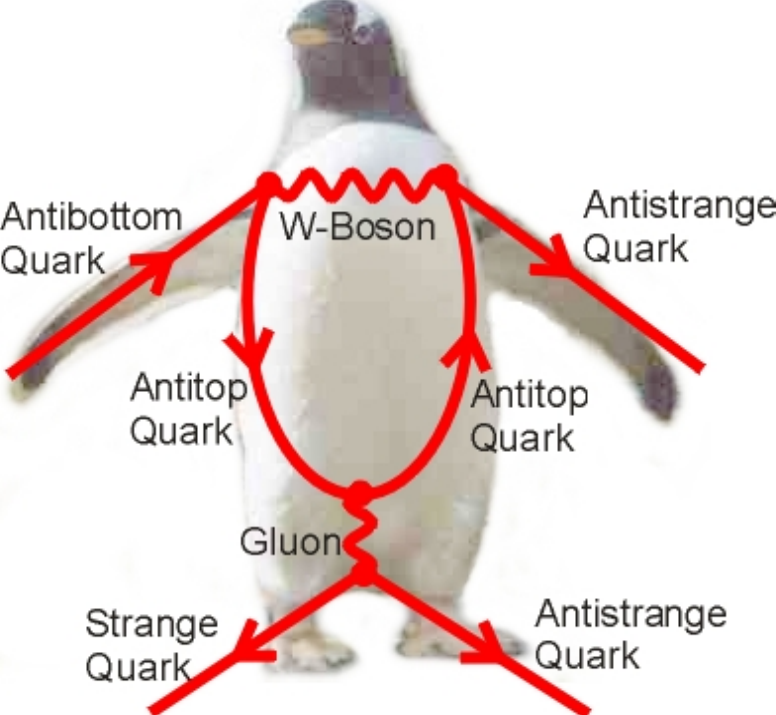 Antibottom
Quark
W-Boson
Antistrange
Quark
Antitop
Quark
Antitop
Quark
Gluon
Strange
Quark
Antistrange
Quark